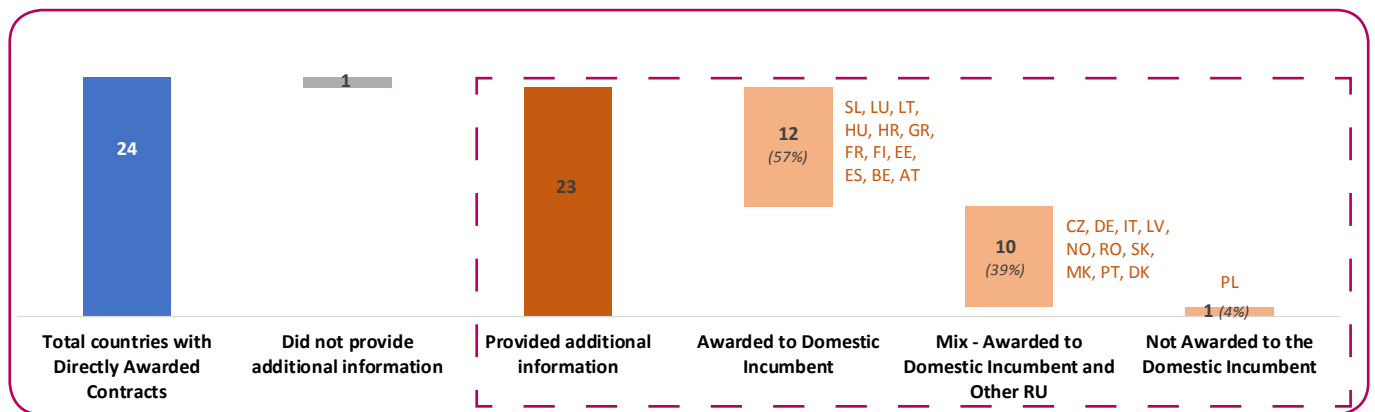 24
1
23
12
(57%)
SL, LU, LT,
HU, HR, GR,
FR, FI, EE,
ES, BE, AT
10
(39%)
CZ, DE, IT, LV,
NO, RO, SK,
MK, PT, DK
PL
1 (4%)
Total countries with
Directly Awarded
Contracts
Did not provide
additional information
Provided additional
information
Awarded to Domestic
Incumbent
Mix - Awarded to
Domestic Incumbent and
Other RU
Not Awarded to the
Domestic Incumbent